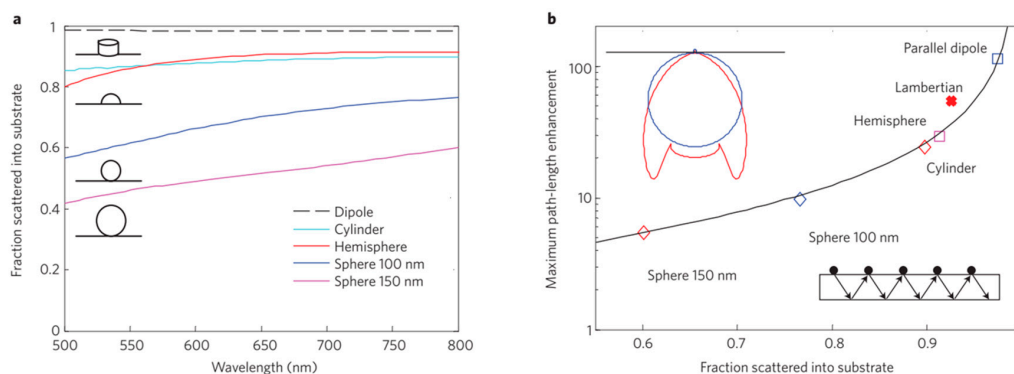 a
Fraction scattered into substrate
1
0.8
0.6
0.4
0.2
0
500
550
600
650
700
750
800
Wavelength (nm)
Dipole
Cylinder
Hemisphere
Sphere 100 nm
Sphere 150 nm
b
Maximum path-length enhancement
100
10
1
0.6
0.7
0.8
0.9
Fraction scattered into substrate
Parallel dipole
Lambertian
Hemisphere
Cylinder
Sphere 100 nm
Sphere 150 nm